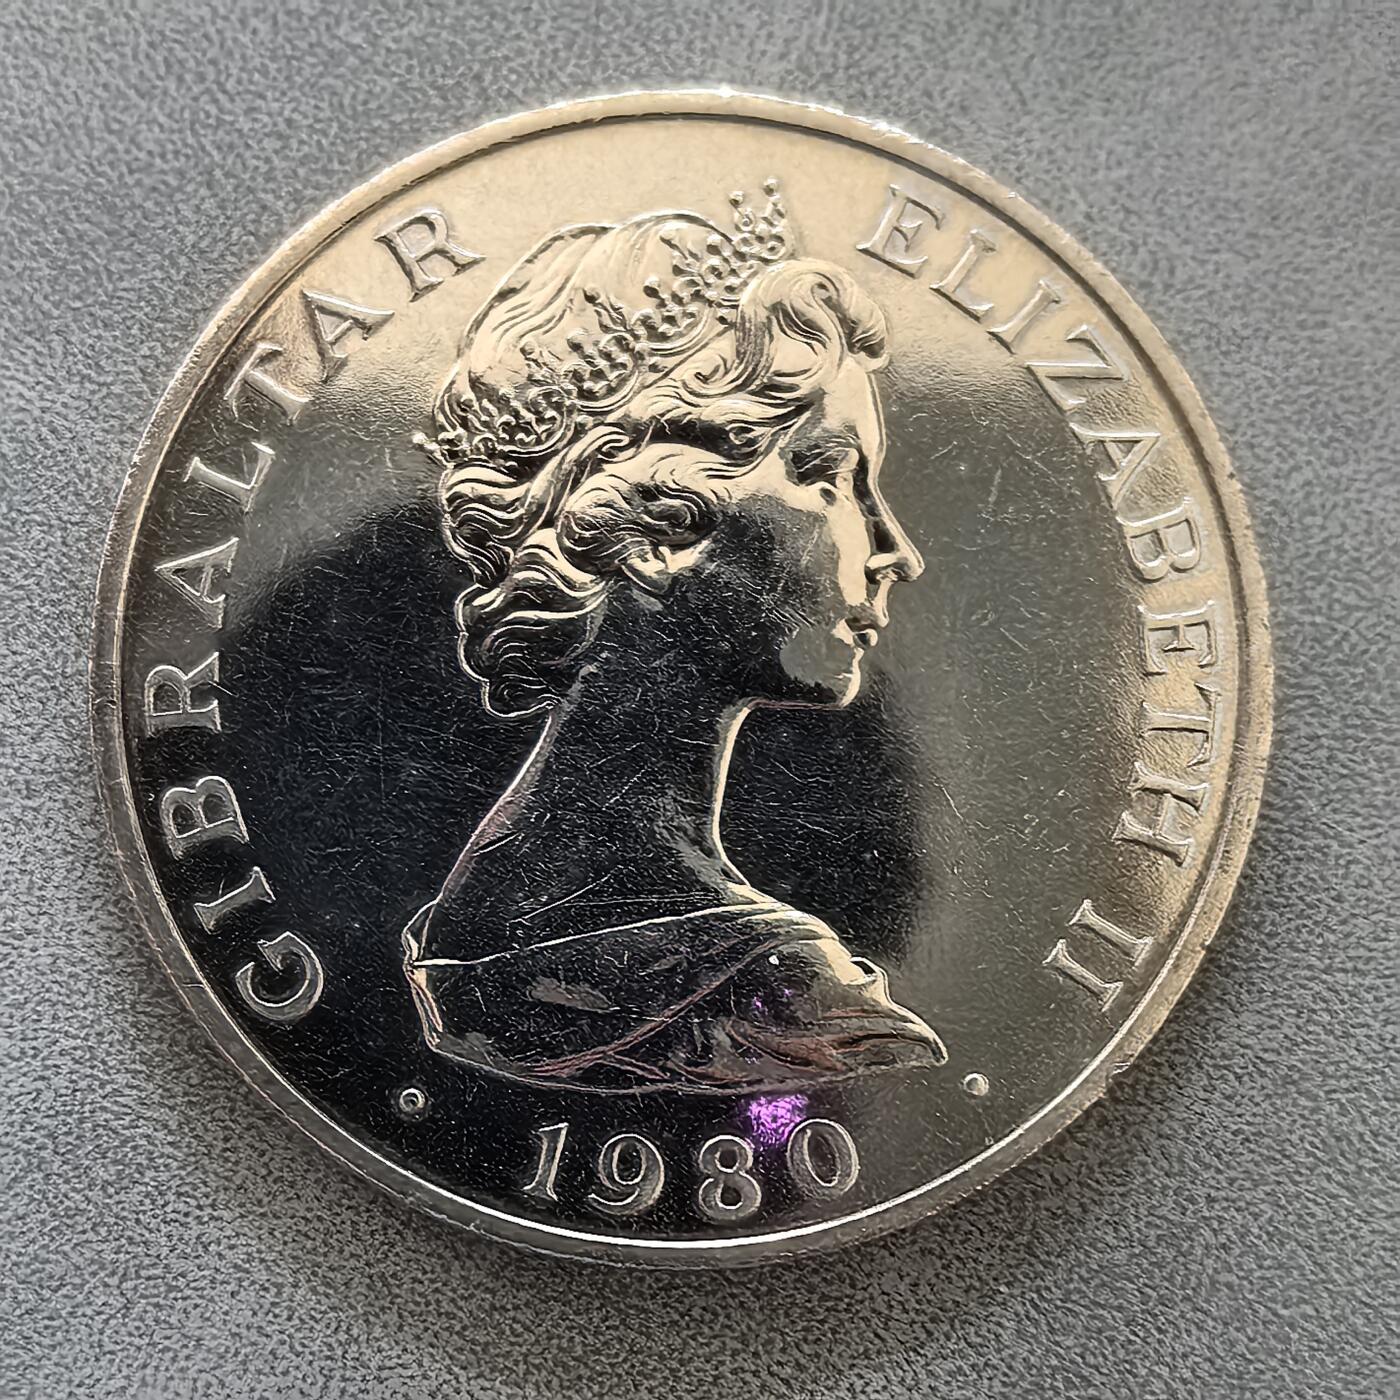 GIBRALTAR ELIZABETH II
1980